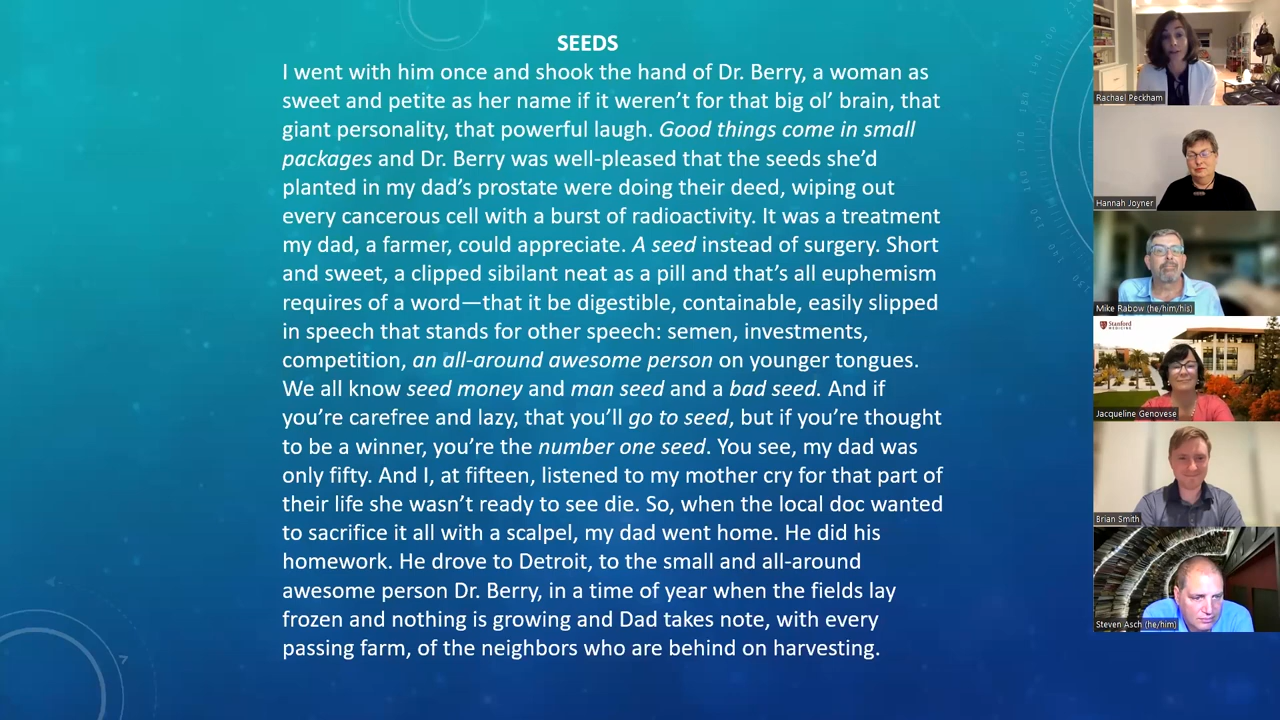 SEEDS
I went with him once and shook the hand of Dr. Berry, a woman as
sweet and petite as her name if it weren’t for that big ol’ brain, that
giant personality, that powerful laugh. Good things come in small
packages and Dr. Berry was well-pleased that the seeds she’d
planted in my dad’s prostate were doing their deed, wiping out
every cancerous cell with a burst of radioactivity. It was a treatment
my dad, a farmer, could appreciate. A seed instead of surgery. Short
and sweet, a clipped sibilant neat as a pill and that’s all euphemism
requires of a word—that it be digestible, containable, easily slipped
in speech that stands for other speech: semen, investments,
competition, an all-around awesome person on younger tongues.
We all know seed money and man seed and a bad seed. And if
you’re carefree and lazy, that you’ll go to seed, but if you’re thought
to be a winner, you’re the number one seed. You see, my dad was
only fifty. And I, at fifteen, listened to my mother cry for that part of
their life she wasn’t ready to see die. So, when the local doc wanted
to sacrifice it all with a scalpel, my dad went home. He did his
homework. He drove to Detroit, to the small and all-around
awesome person Dr. Berry, in a time of year when the fields lay
frozen and nothing is growing and Dad takes note, with every
passing farm, of the neighbors who are behind on harvesting.
Rachael Peckham
Hannah Joyner
Mike Rabow (he/him/his)
Stanford
MEDICINE
Jacqueline Genovese
Brian Smith
Steven Asch (he/him)